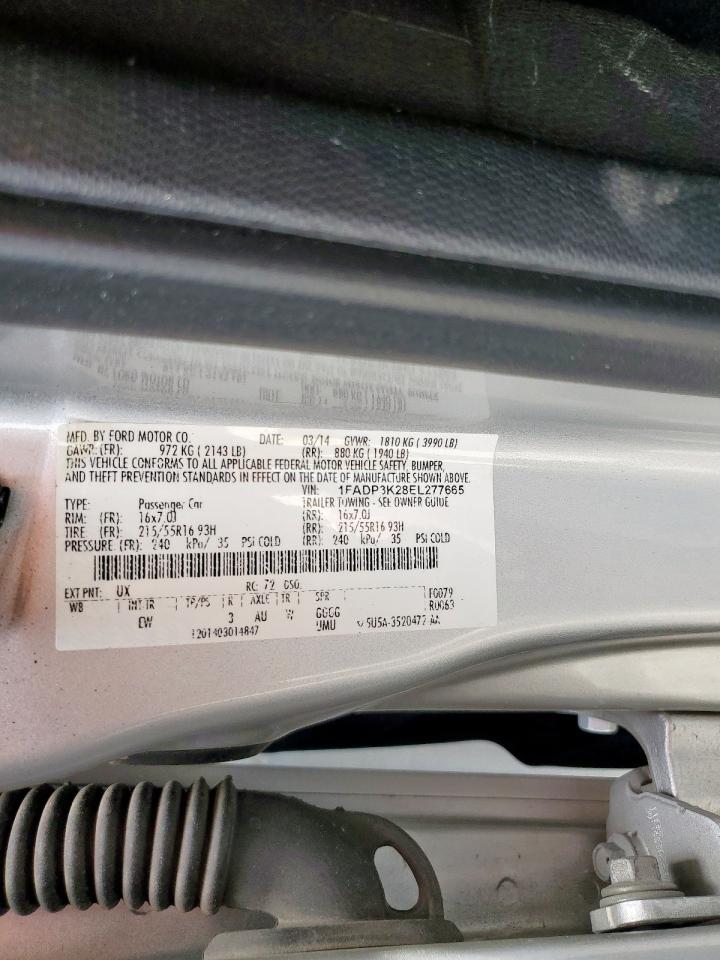 MFD. BY FORD MOTOR CO. DATE: 03/14 GVWR: 1810 KG ( 3990 LB)
GAWR: (FR): 972 KG ( 2143 LB) (RR): 880 KG ( 1940 LB)
THIS VEHICLE CONFORMS TO ALL APPLICABLE FEDERAL MOTOR VEHICLE SAFETY, BUMPER,
AND THEFT PREVENTION STANDARDS IN EFFECT ON THE DATE OF MANUFACTURE SHOWN ABOVE.
VIN: 1FADP3K28EL277665
TYPE: Passenger Car TRAILER TOWING - SEE OWNER GUIDE
RIM: (FR): 16x7.0J (RR): 16x7.0J
TIRE: (FR): 215/55R16 93H (RR): 215/55R16 93H
PRESSURE: (FR): 240 kPa/ 35 PSI COLD (RR): 240 kPa/ 35 PSI COLD
EXT PNT: UX RC: 72 DSO: F0079
WB INT TR TP/PS R AXLE TR SPR R0063
EW 3 AU W GGGG
1201403014847 UMU 5U5A-3520472-AA